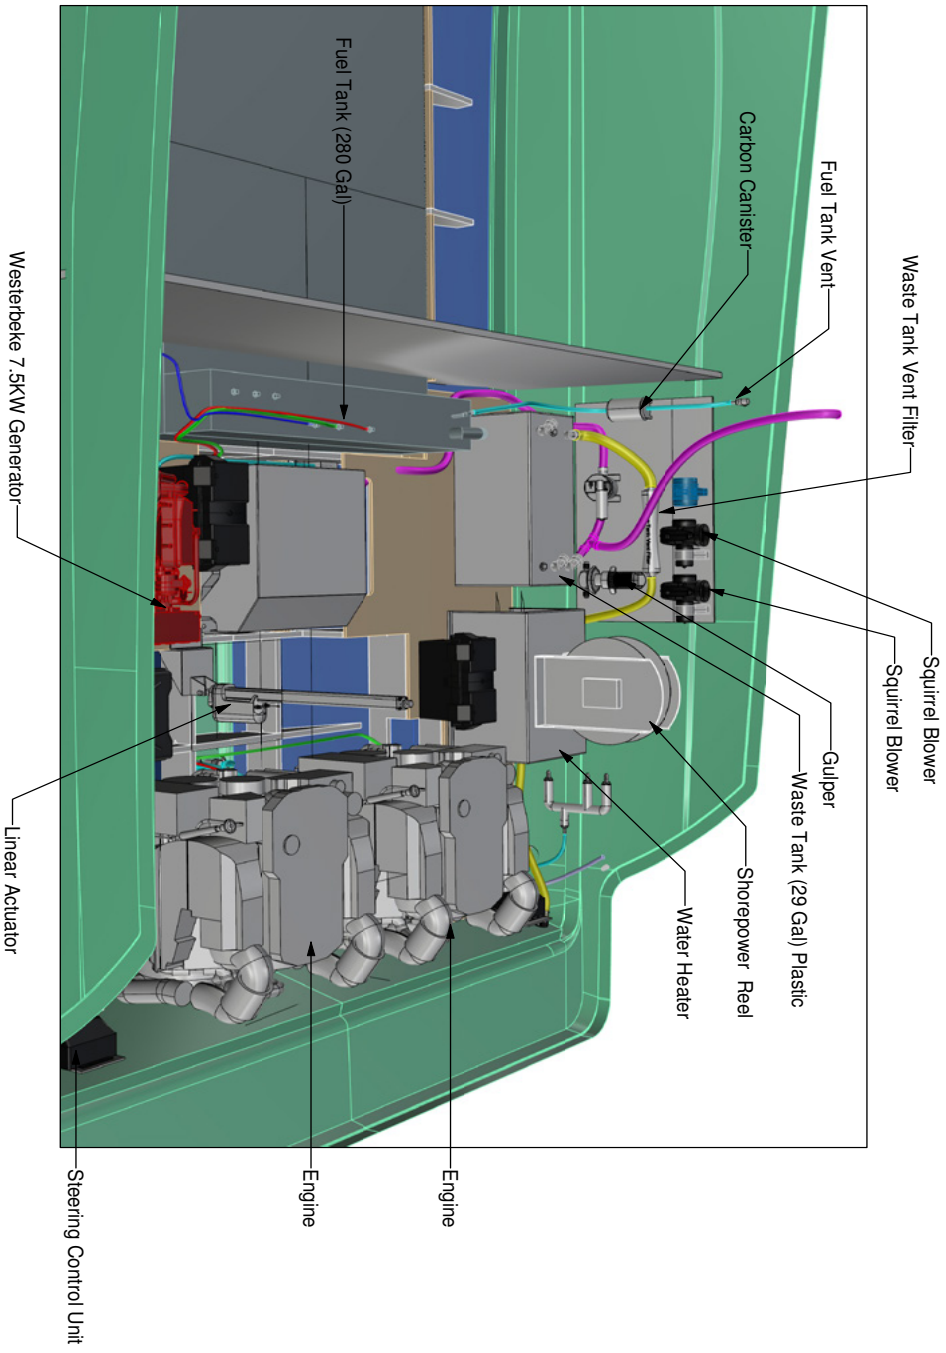 Fuel Tank (280 Gal)
Carbon Canister
Fuel Tank Vent
Waste Tank Vent Filter
Squirrel Blower
Squirrel Blower
Gulper
Waste Tank (29 Gal) Plastic
Shorepower Reel
Water Heater
Engine
Engine
Steering Control Unit
Linear Actuator
Westerbeke 7.5KW Generator